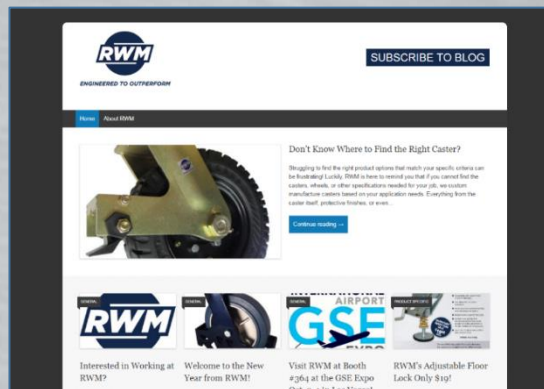 RWM
ENGINEERED TO OUTPERFORM
SUBSCRIBE TO BLOG
Home About RWM
Don't Know Where to Find the Right Caster?
Struggling to find the right product options that match your specific criteria can
be frustrating! Luckily, RWM is here to remind you that if you cannot find the
casters, wheels, or other specifications needed for your job, we custom
manufacture casters based on your application needs. Everything from the
caster itself, protective finishes, or even...
Continue reading →
GENERAL
RWM
Interested in Working at
RWM?
GENERAL
Welcome to the New
Year from RWM!
GENERAL
INTERNATIONAL
AIRPORT
GSE
EXPO
Visit RWM at Booth
#364 at the GSE Expo
PRODUCT SPECIFIC
RWM's Adjustable Floor
Lock Only $19!